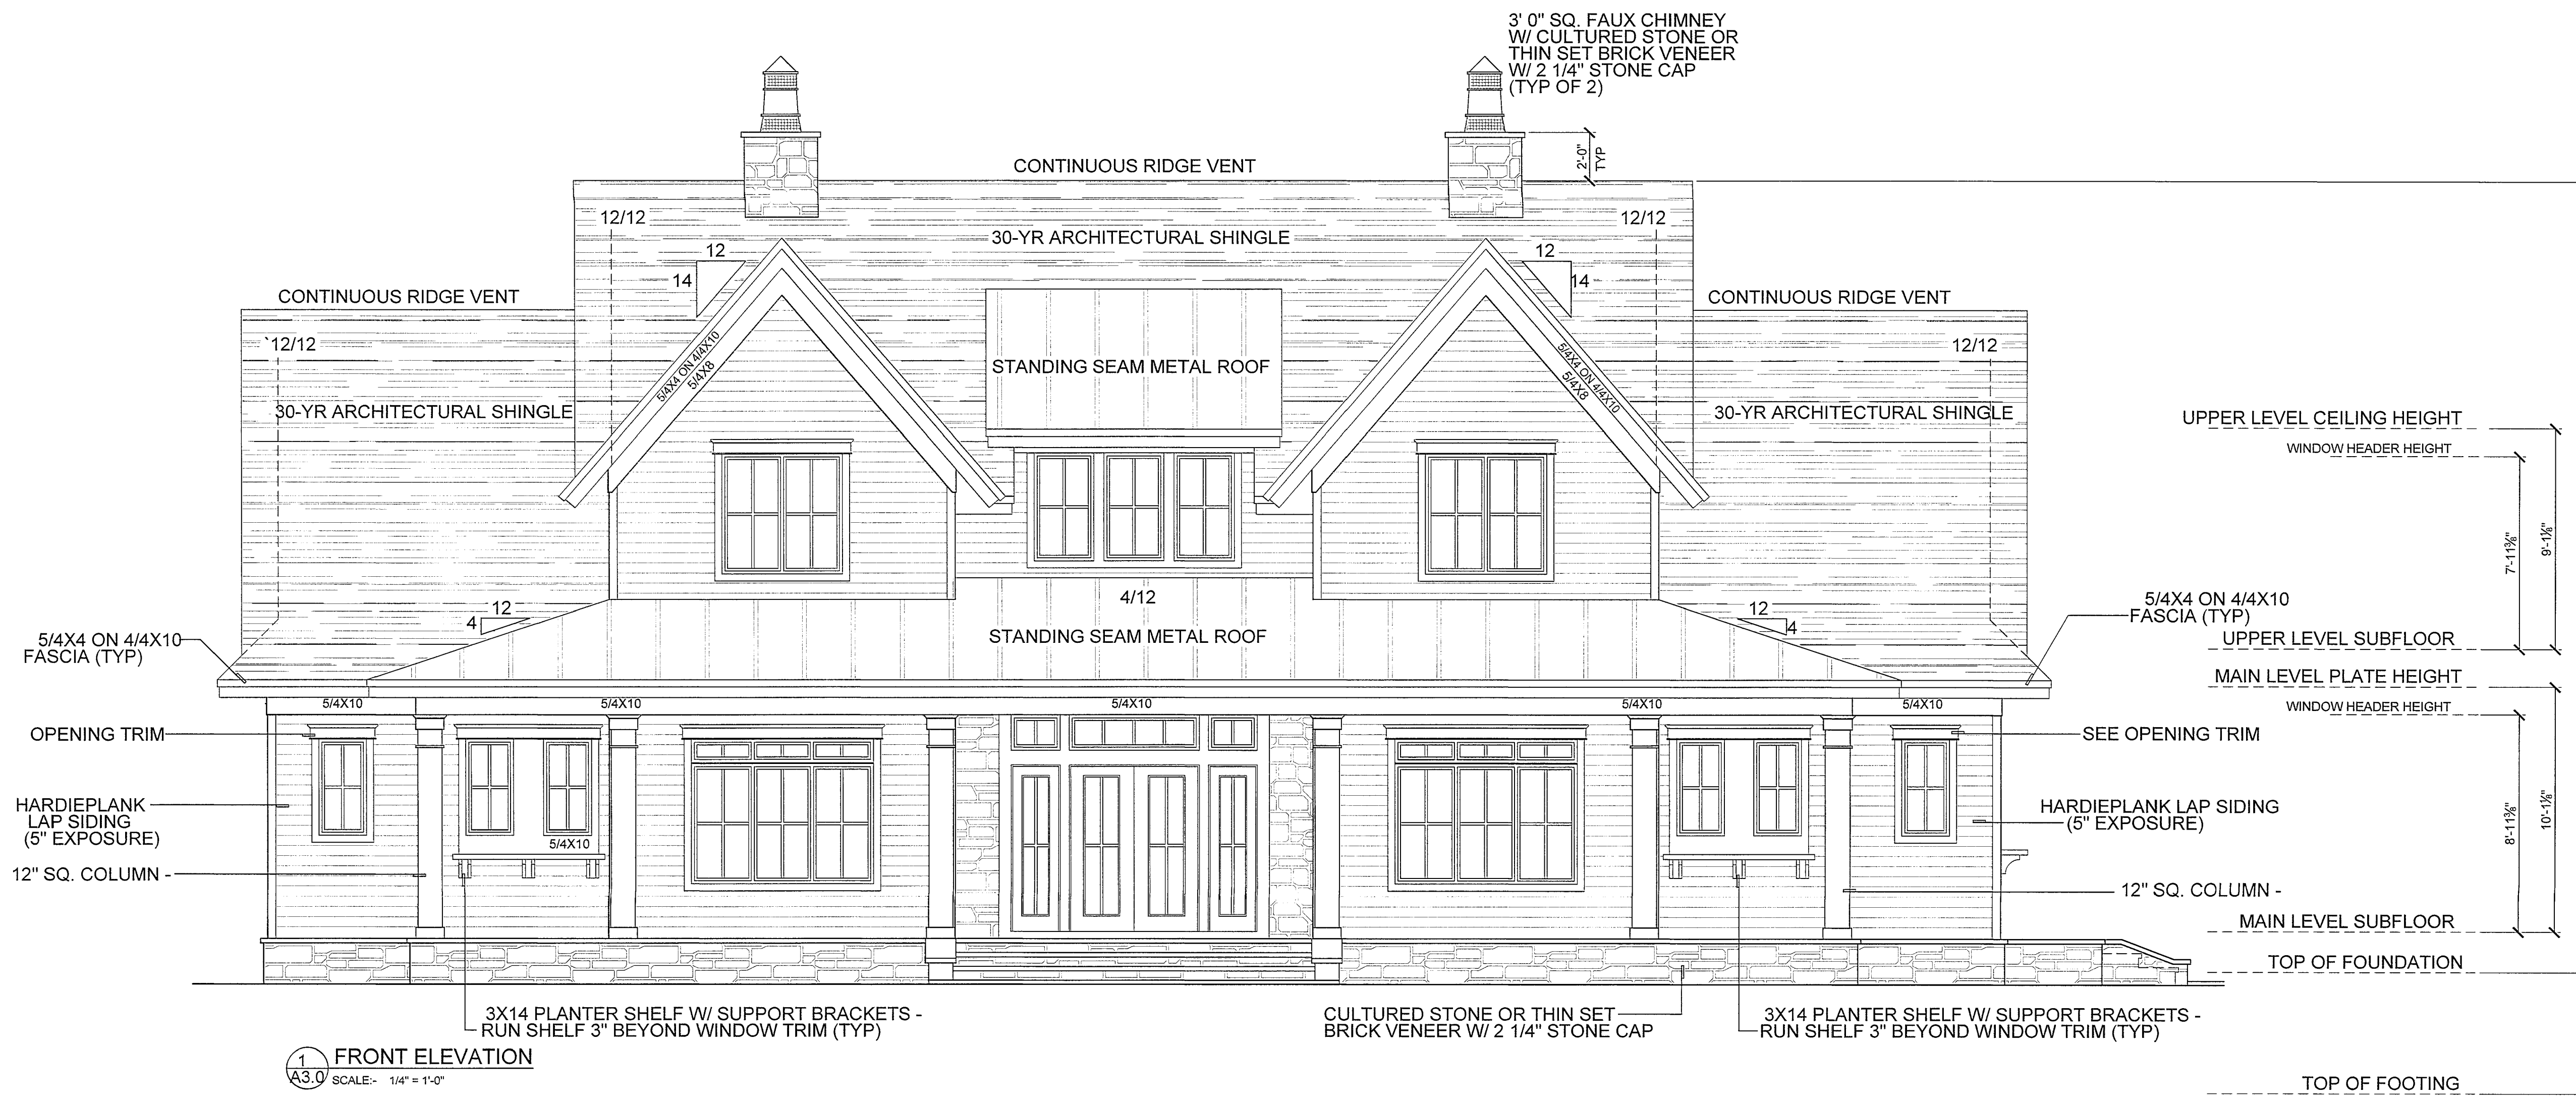 3' 0" SQ. FAUX CHIMNEY
W/ CULTURED STONE OR
THIN SET BRICK VENEER
W/ 2 1/4" STONE CAP
(TYP OF 2)
2'-0"
TYP
CONTINUOUS RIDGE VENT
12/12
12/12
30-YR ARCHITECTURAL SHINGLE
12
14
12
14
CONTINUOUS RIDGE VENT
CONTINUOUS RIDGE VENT
12/12
12/12
5/4X4 ON 4/4X10
5/4X8
5/4X4 ON 4/4X10
5/4X8
STANDING SEAM METAL ROOF
30-YR ARCHITECTURAL SHINGLE
30-YR ARCHITECTURAL SHINGLE
UPPER LEVEL CEILING HEIGHT
WINDOW HEADER HEIGHT
7'-11⅜"
9'-1⅛"
4/12
12
4
12
4
STANDING SEAM METAL ROOF
5/4X4 ON 4/4X10
FASCIA (TYP)
5/4X4 ON 4/4X10
FASCIA (TYP)
UPPER LEVEL SUBFLOOR
MAIN LEVEL PLATE HEIGHT
WINDOW HEADER HEIGHT
5/4X10
5/4X10
5/4X10
5/4X10
5/4X10
OPENING TRIM
SEE OPENING TRIM
HARDIEPLANK
LAP SIDING
(5" EXPOSURE)
HARDIEPLANK LAP SIDING
(5" EXPOSURE)
8'-11⅜"
10'-1⅛"
5/4X10
12" SQ. COLUMN -
12" SQ. COLUMN -
MAIN LEVEL SUBFLOOR
TOP OF FOUNDATION
3X14 PLANTER SHELF W/ SUPPORT BRACKETS -
RUN SHELF 3" BEYOND WINDOW TRIM (TYP)
CULTURED STONE OR THIN SET
BRICK VENEER W/ 2 1/4" STONE CAP
3X14 PLANTER SHELF W/ SUPPORT BRACKETS -
RUN SHELF 3" BEYOND WINDOW TRIM (TYP)
1
A3.0
FRONT ELEVATION
SCALE:- 1/4" = 1'-0"
TOP OF FOOTING